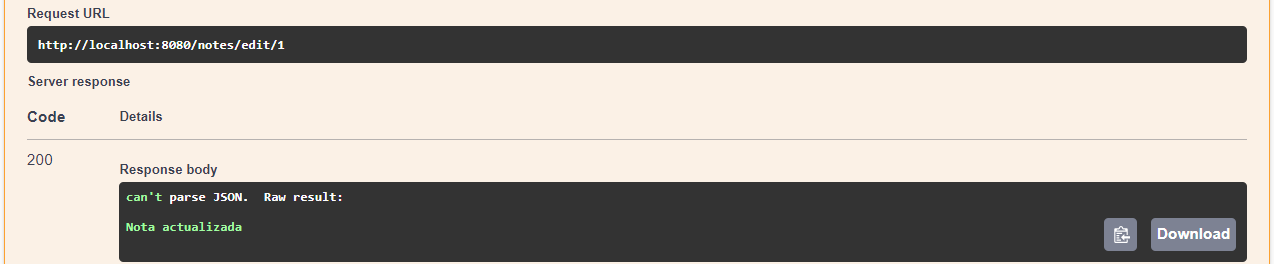 Request URL
http://localhost:8080/notes/edit/1
Server response
Code Details
200
Response body
can't parse JSON.  Raw result:
Nota actualizada
Download